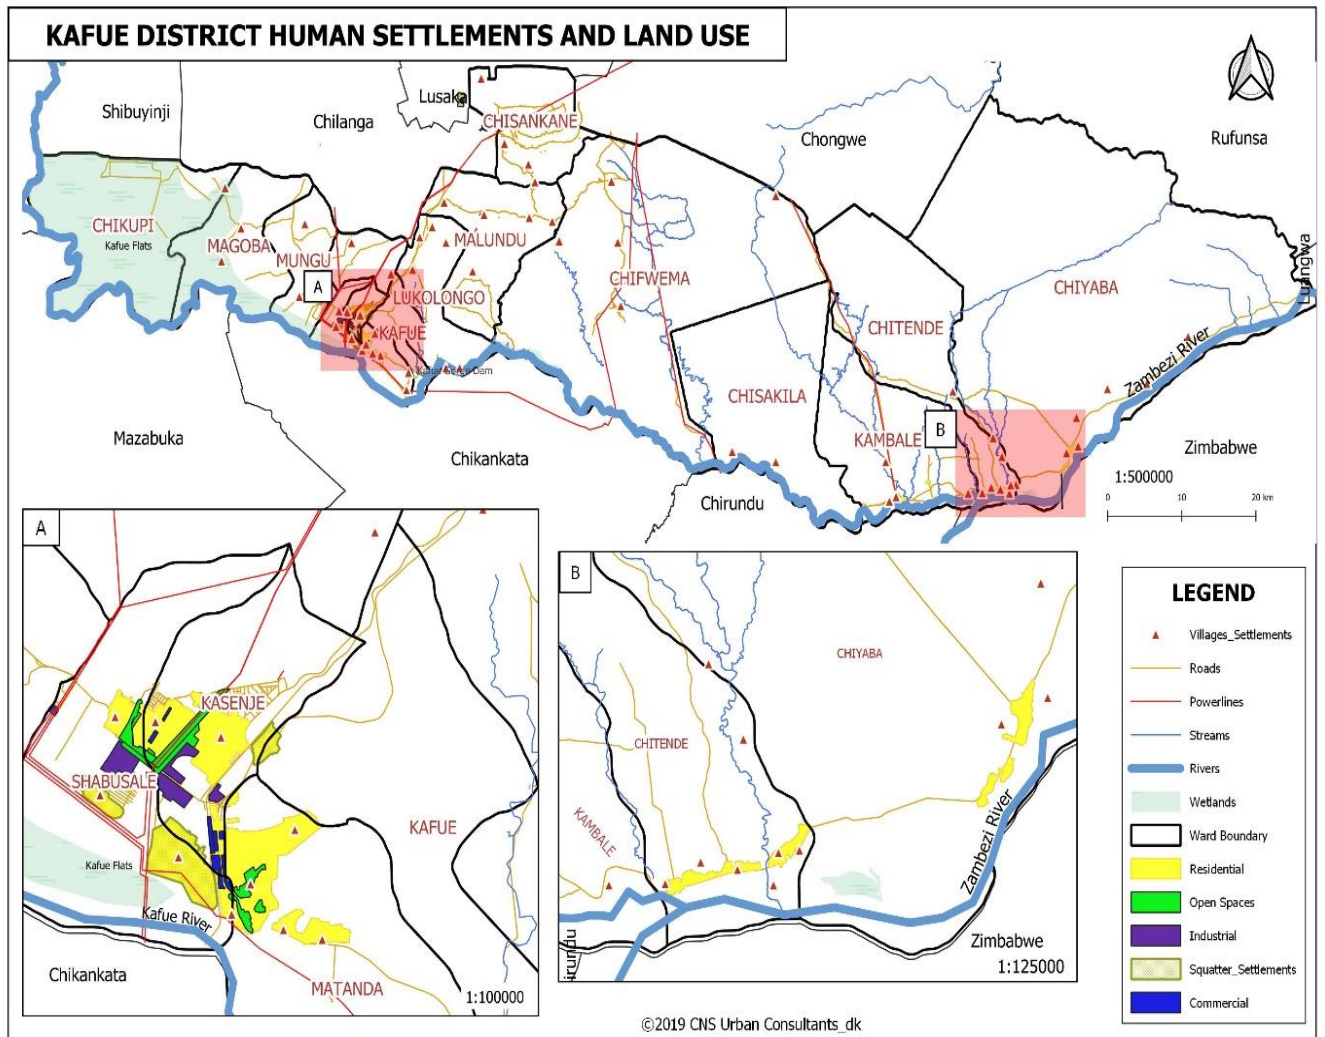 KAFUE DISTRICT HUMAN SETTLEMENTS AND LAND USE
Shibuyinji
Chilanga
Lusaka
CHISANKANE
Chongwe
Rufunsa
CHIKUPI
Kafue Flats
MAGOBA
MUNGU
MALUNDU
CHIFWEMA
CHIYABA
Luangwa
A
LUKOLONGO
KAFUE
CHITENDE
Zambezi River
CHISAKILA
KAMBALE
B
Mazabuka
Chikankata
Chirundu
Zimbabwe
1:500000
0 10 20 km
A
KASENJE
SHABUSALE
KAFUE
Kafue Flats
Kafue River
Chikankata
MATANDA
1:100000
B
CHIYABA
CHITENDE
KAMBALE
Zambezi River
irundu
Zimbabwe
1:125000
LEGEND
Villages_Settlements
Roads
Powerlines
Streams
Rivers
Wetlands
Ward Boundary
Residential
Open Spaces
Industrial
Squatter_Settlements
Commercial
©2019 CNS Urban Consultants_dk